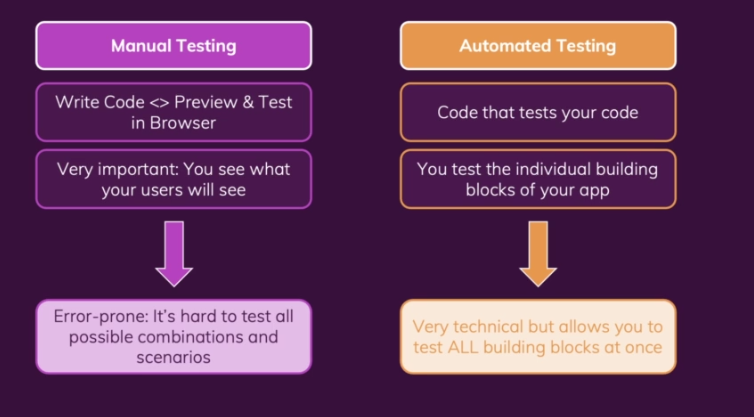 Manual Testing
Write Code <> Preview & Test
in Browser
Very important: You see what
your users will see
Error-prone: It's hard to test all
possible combinations and
scenarios
Automated Testing
Code that tests your code
You test the individual building
blocks of your app
Very technical but allows you to
test ALL building blocks at once